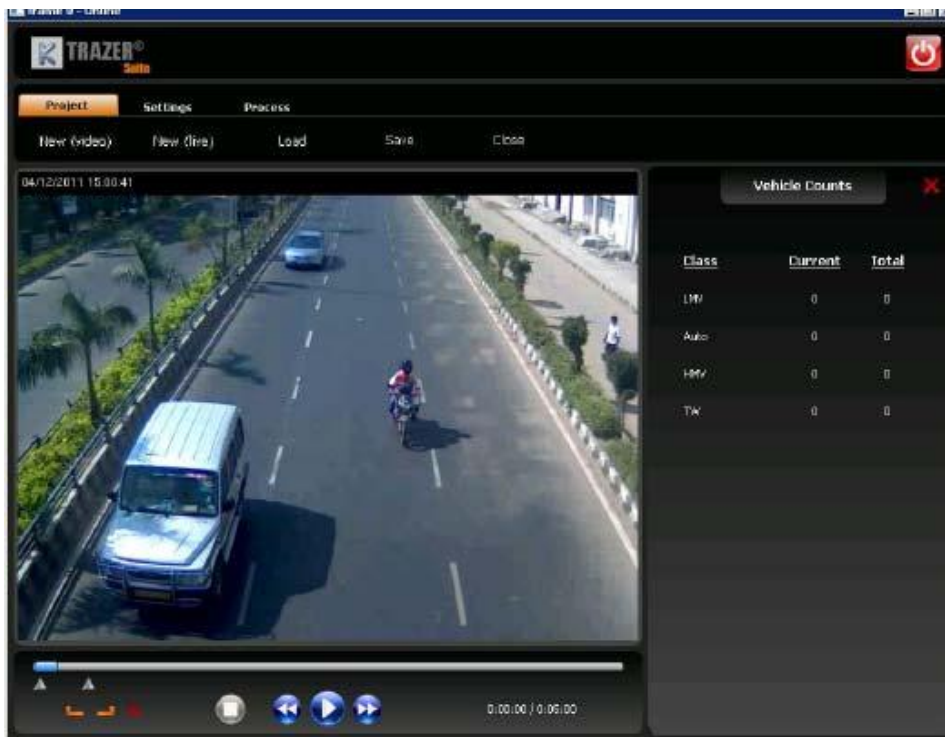 TRAZER®
Suite
Project Settings Process
New (video) New (live) Load Save Close
04/12/2011 15:00:41
Vehicle Counts
Class Current Total
LMV 0 0
Auto 0 0
HMV 0 0
TW 0 0
0:00:00 / 0:05:00